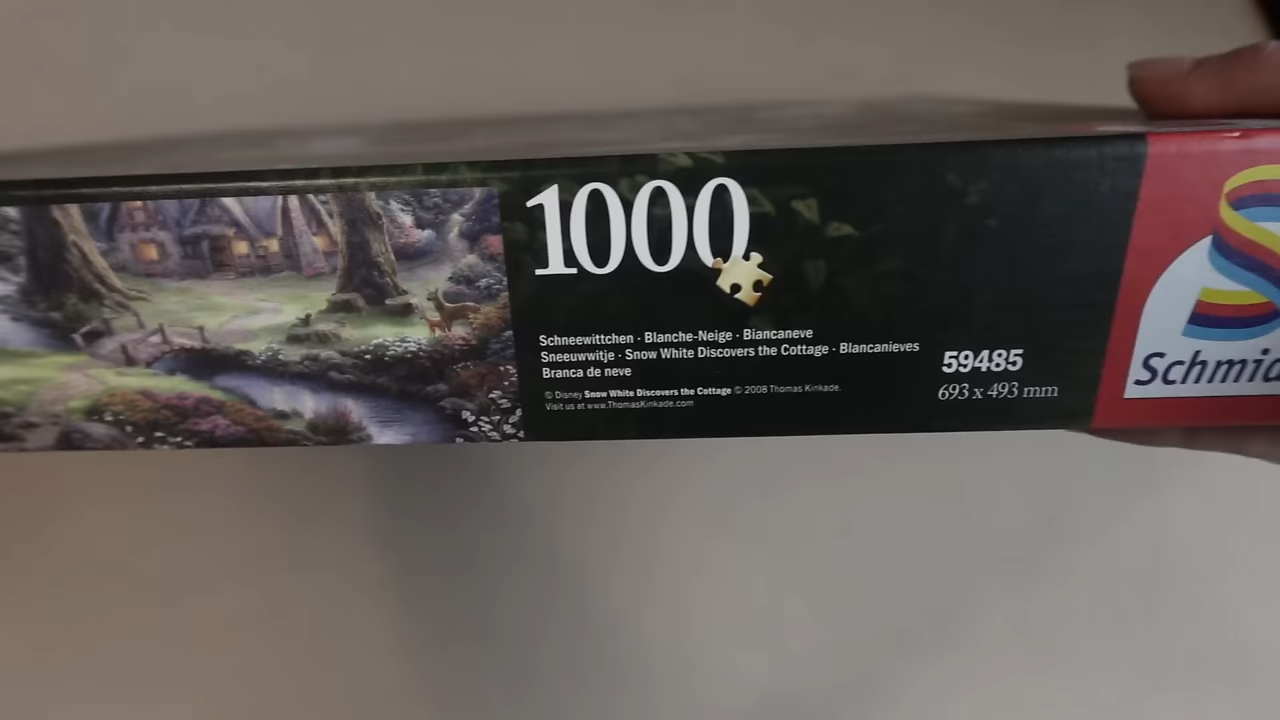 1000
Schneewittchen · Blanche-Neige · Biancaneve
Sneeuwwitje · Snow White Discovers the Cottage · Blancanieves
Branca de neve
© Disney Snow White Discovers the Cottage © 2008 Thomas Kinkade.
Visit us at www.ThomasKinkade.com
59485
693 x 493 mm
Schmid